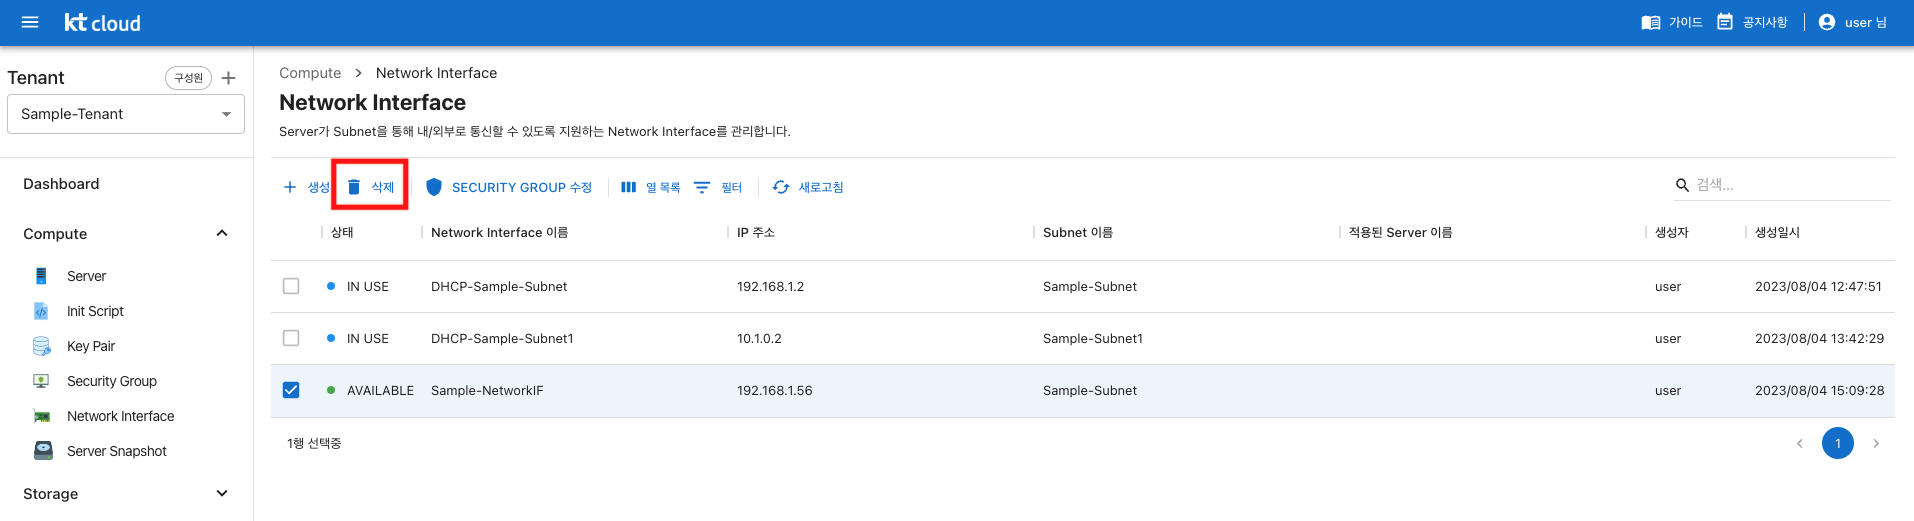 kt cloud
가이드
공지사항
user 님
Tenant
구성원
Sample-Tenant
Dashboard
Compute
Server
Init Script
Key Pair
Security Group
Network Interface
Server Snapshot
Storage
Compute > Network Interface
Network Interface
Server가 Subnet을 통해 내/외부로 통신할 수 있도록 지원하는 Network Interface를 관리합니다.
생성 삭제 SECURITY GROUP 수정 열 목록 필터 새로고침 검색...
상태 Network Interface 이름 IP 주소 Subnet 이름 적용된 Server 이름 생성자 생성일시
IN USE DHCP-Sample-Subnet 192.168.1.2 Sample-Subnet user 2023/08/04 12:47:51
IN USE DHCP-Sample-Subnet1 10.1.0.2 Sample-Subnet1 user 2023/08/04 13:42:29
AVAILABLE Sample-NetworkIF 192.168.1.56 Sample-Subnet user 2023/08/04 15:09:28
1행 선택중
1